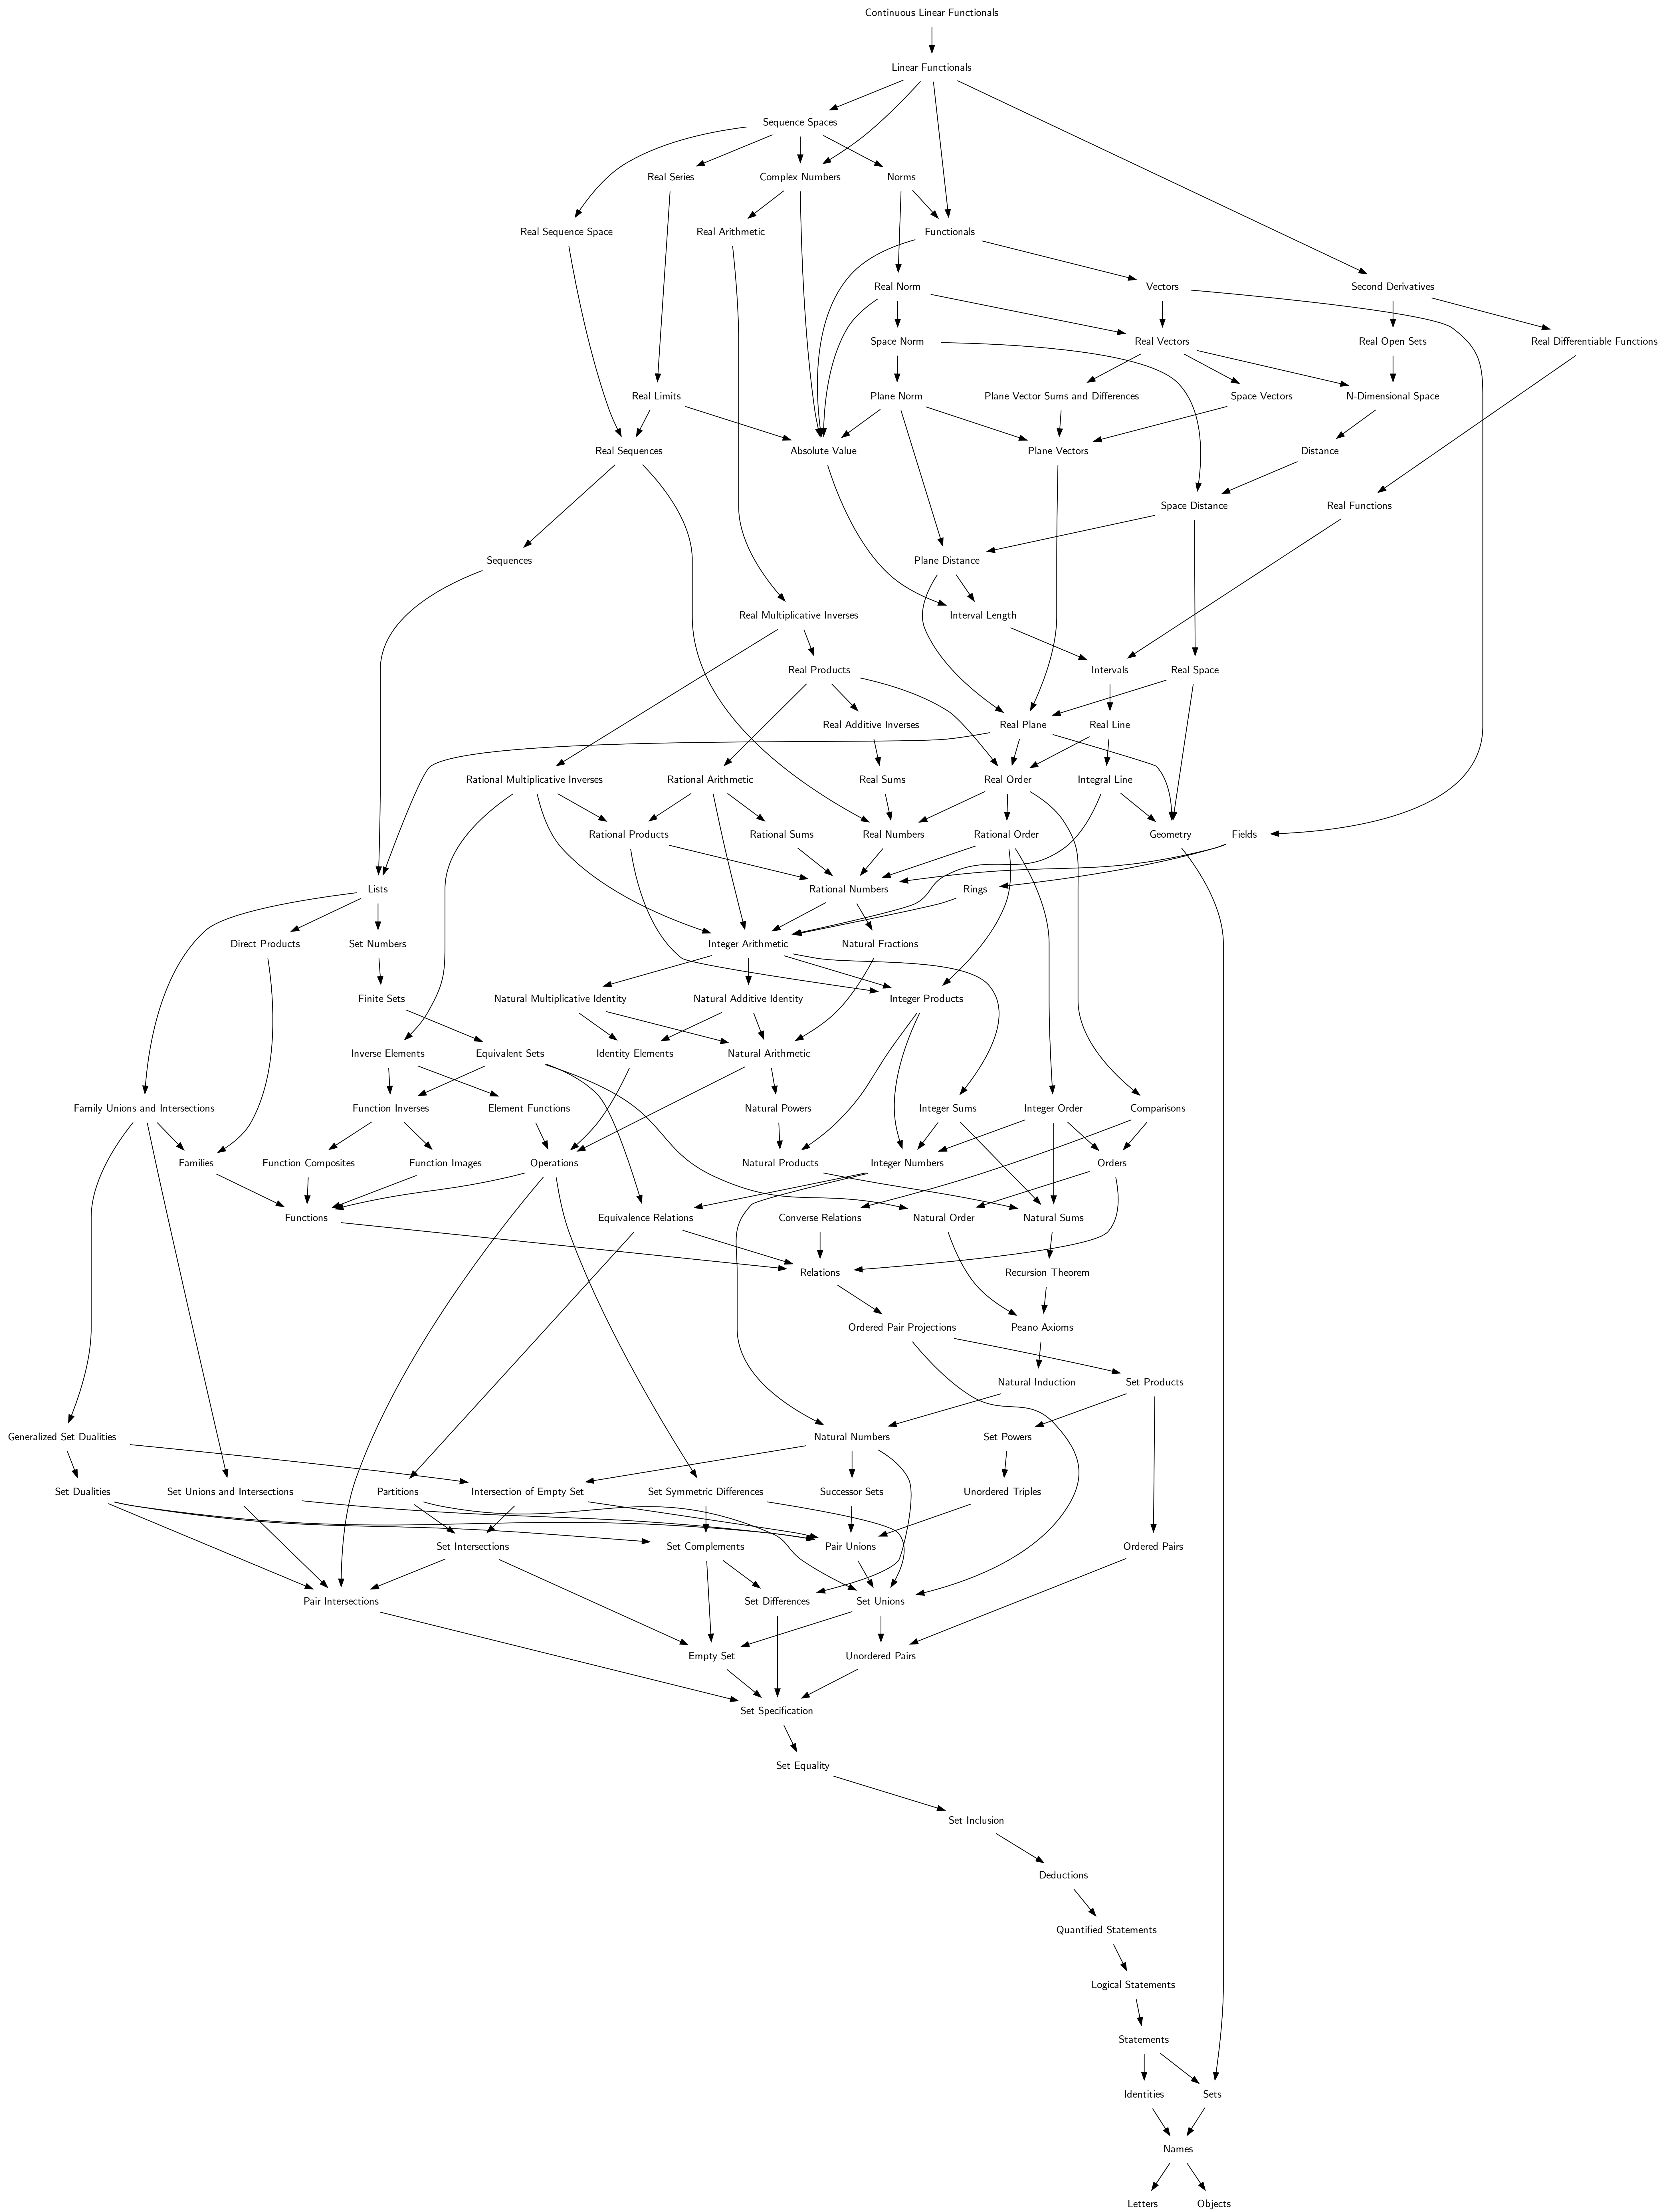 Continuous Linear Functionals
Linear Functionals
Sequence Spaces
Real Series
Complex Numbers
Norms
Real Sequence Space
Real Arithmetic
Functionals
Real Norm
Vectors
Second Derivatives
Space Norm
Real Vectors
Real Open Sets
Real Differentiable Functions
Real Limits
Plane Norm
Plane Vector Sums and Differences
Space Vectors
N-Dimensional Space
Real Sequences
Absolute Value
Plane Vectors
Distance
Space Distance
Real Functions
Sequences
Plane Distance
Real Multiplicative Inverses
Interval Length
Real Products
Intervals
Real Space
Real Additive Inverses
Real Plane
Real Line
Rational Multiplicative Inverses
Rational Arithmetic
Real Sums
Real Order
Integral Line
Rational Products
Rational Sums
Real Numbers
Rational Order
Geometry
Fields
Lists
Rational Numbers
Rings
Direct Products
Set Numbers
Integer Arithmetic
Natural Fractions
Finite Sets
Natural Multiplicative Identity
Natural Additive Identity
Integer Products
Inverse Elements
Equivalent Sets
Identity Elements
Natural Arithmetic
Family Unions and Intersections
Function Inverses
Element Functions
Natural Powers
Integer Sums
Integer Order
Comparisons
Families
Function Composites
Function Images
Operations
Natural Products
Integer Numbers
Orders
Functions
Equivalence Relations
Converse Relations
Natural Order
Natural Sums
Relations
Recursion Theorem
Ordered Pair Projections
Peano Axioms
Natural Induction
Set Products
Generalized Set Dualities
Natural Numbers
Set Powers
Set Dualities
Set Unions and Intersections
Partitions
Intersection of Empty Set
Set Symmetric Differences
Successor Sets
Unordered Triples
Set Intersections
Set Complements
Pair Unions
Ordered Pairs
Pair Intersections
Set Differences
Set Unions
Empty Set
Unordered Pairs
Set Specification
Set Equality
Set Inclusion
Deductions
Quantified Statements
Logical Statements
Statements
Identities
Sets
Names
Letters
Objects